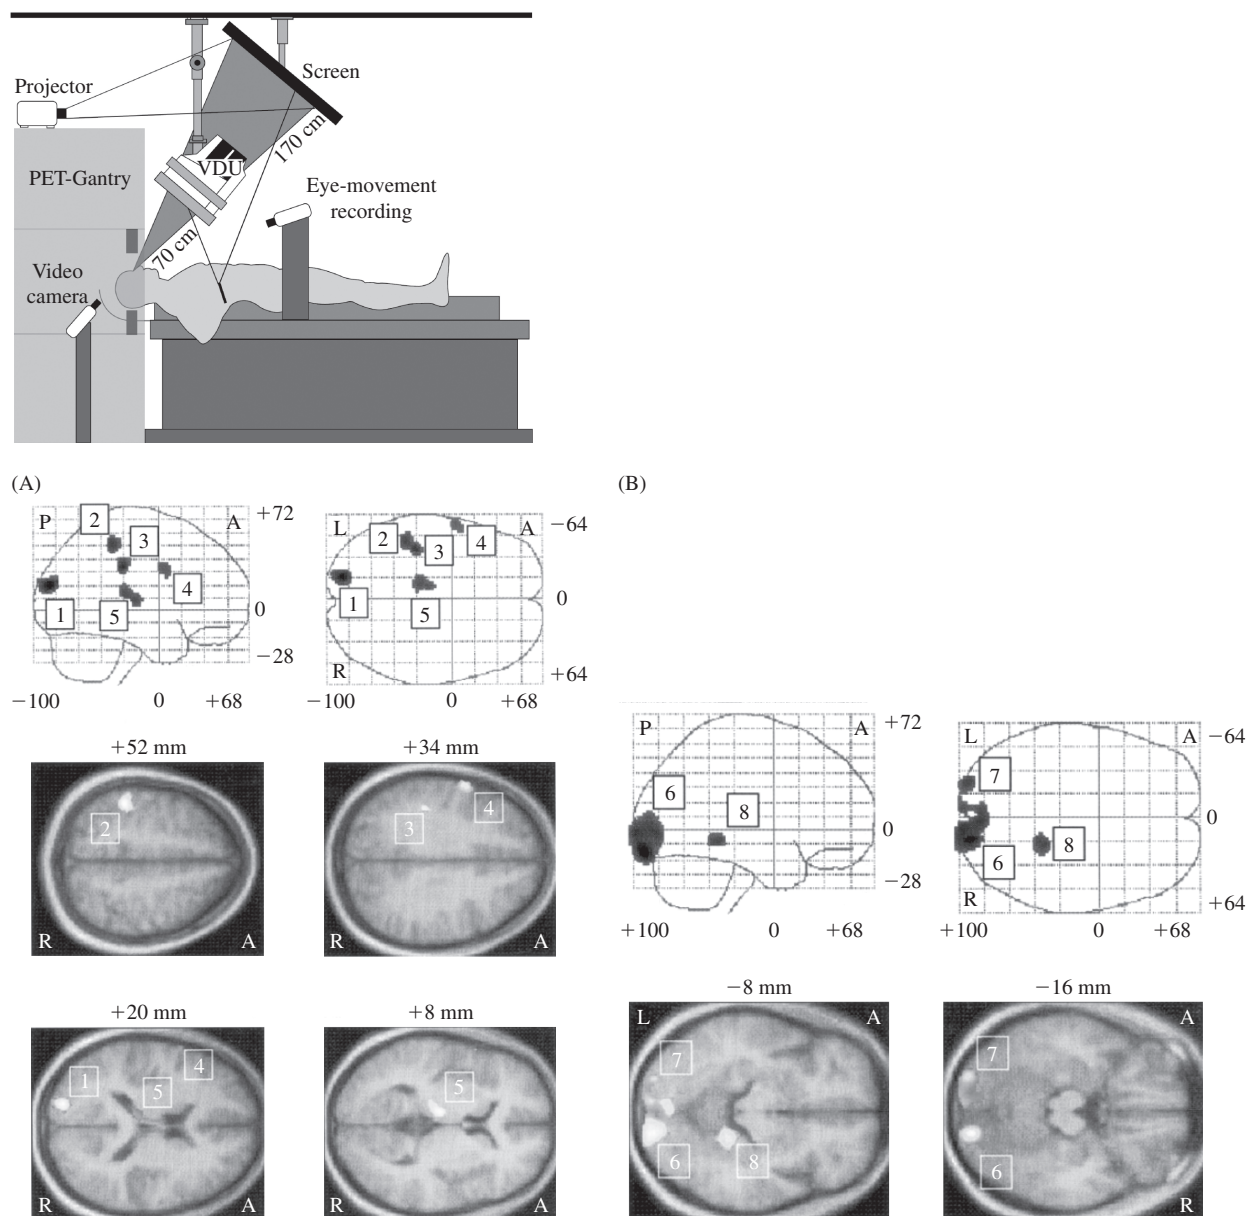 Projector
Screen
170 cm
VDU
PET-Gantry
Eye-movement
recording
70 cm
Video
camera
(A)
(B)
P
A
+72
2
3
4
1
5
0
−28
−100
0
+68
L
A
−64
2
3
4
1
5
0
R
+64
−100
0
+68
P
A
+72
6
8
0
−28
+100
0
+68
L
A
−64
7
0
6
8
R
+64
+100
0
+68
+52 mm
2
R
A
+34 mm
4
3
R
A
+20 mm
1
5
4
R
A
+8 mm
5
R
A
−8 mm
L
A
7
6
8
−16 mm
A
7
6
R